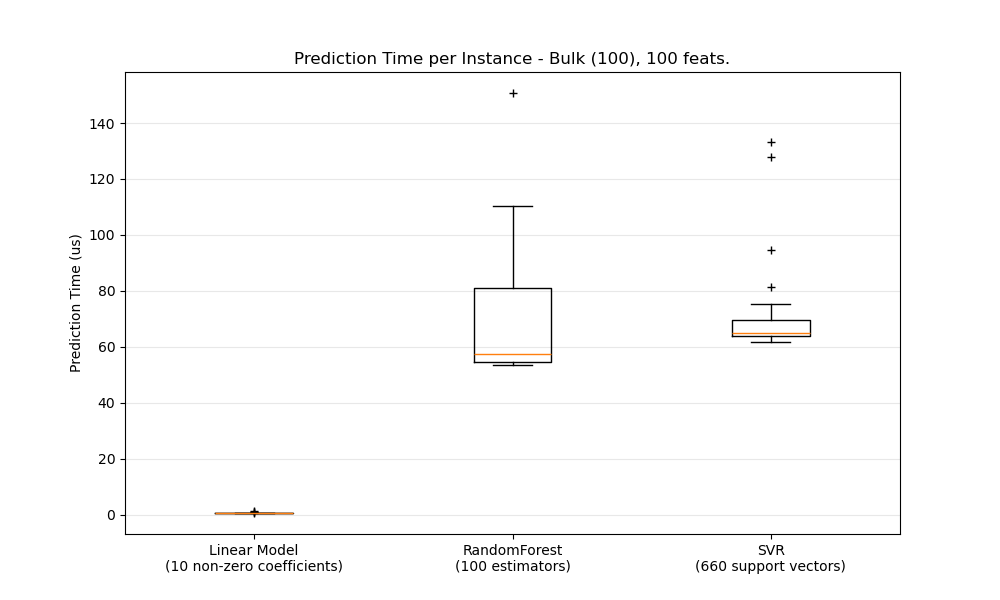 Prediction Time per Instance - Bulk (100), 100 feats.
Prediction Time (us)
140
120
100
80
60
40
20
0
Linear Model
(10 non-zero coefficients)
RandomForest
(100 estimators)
SVR
(660 support vectors)